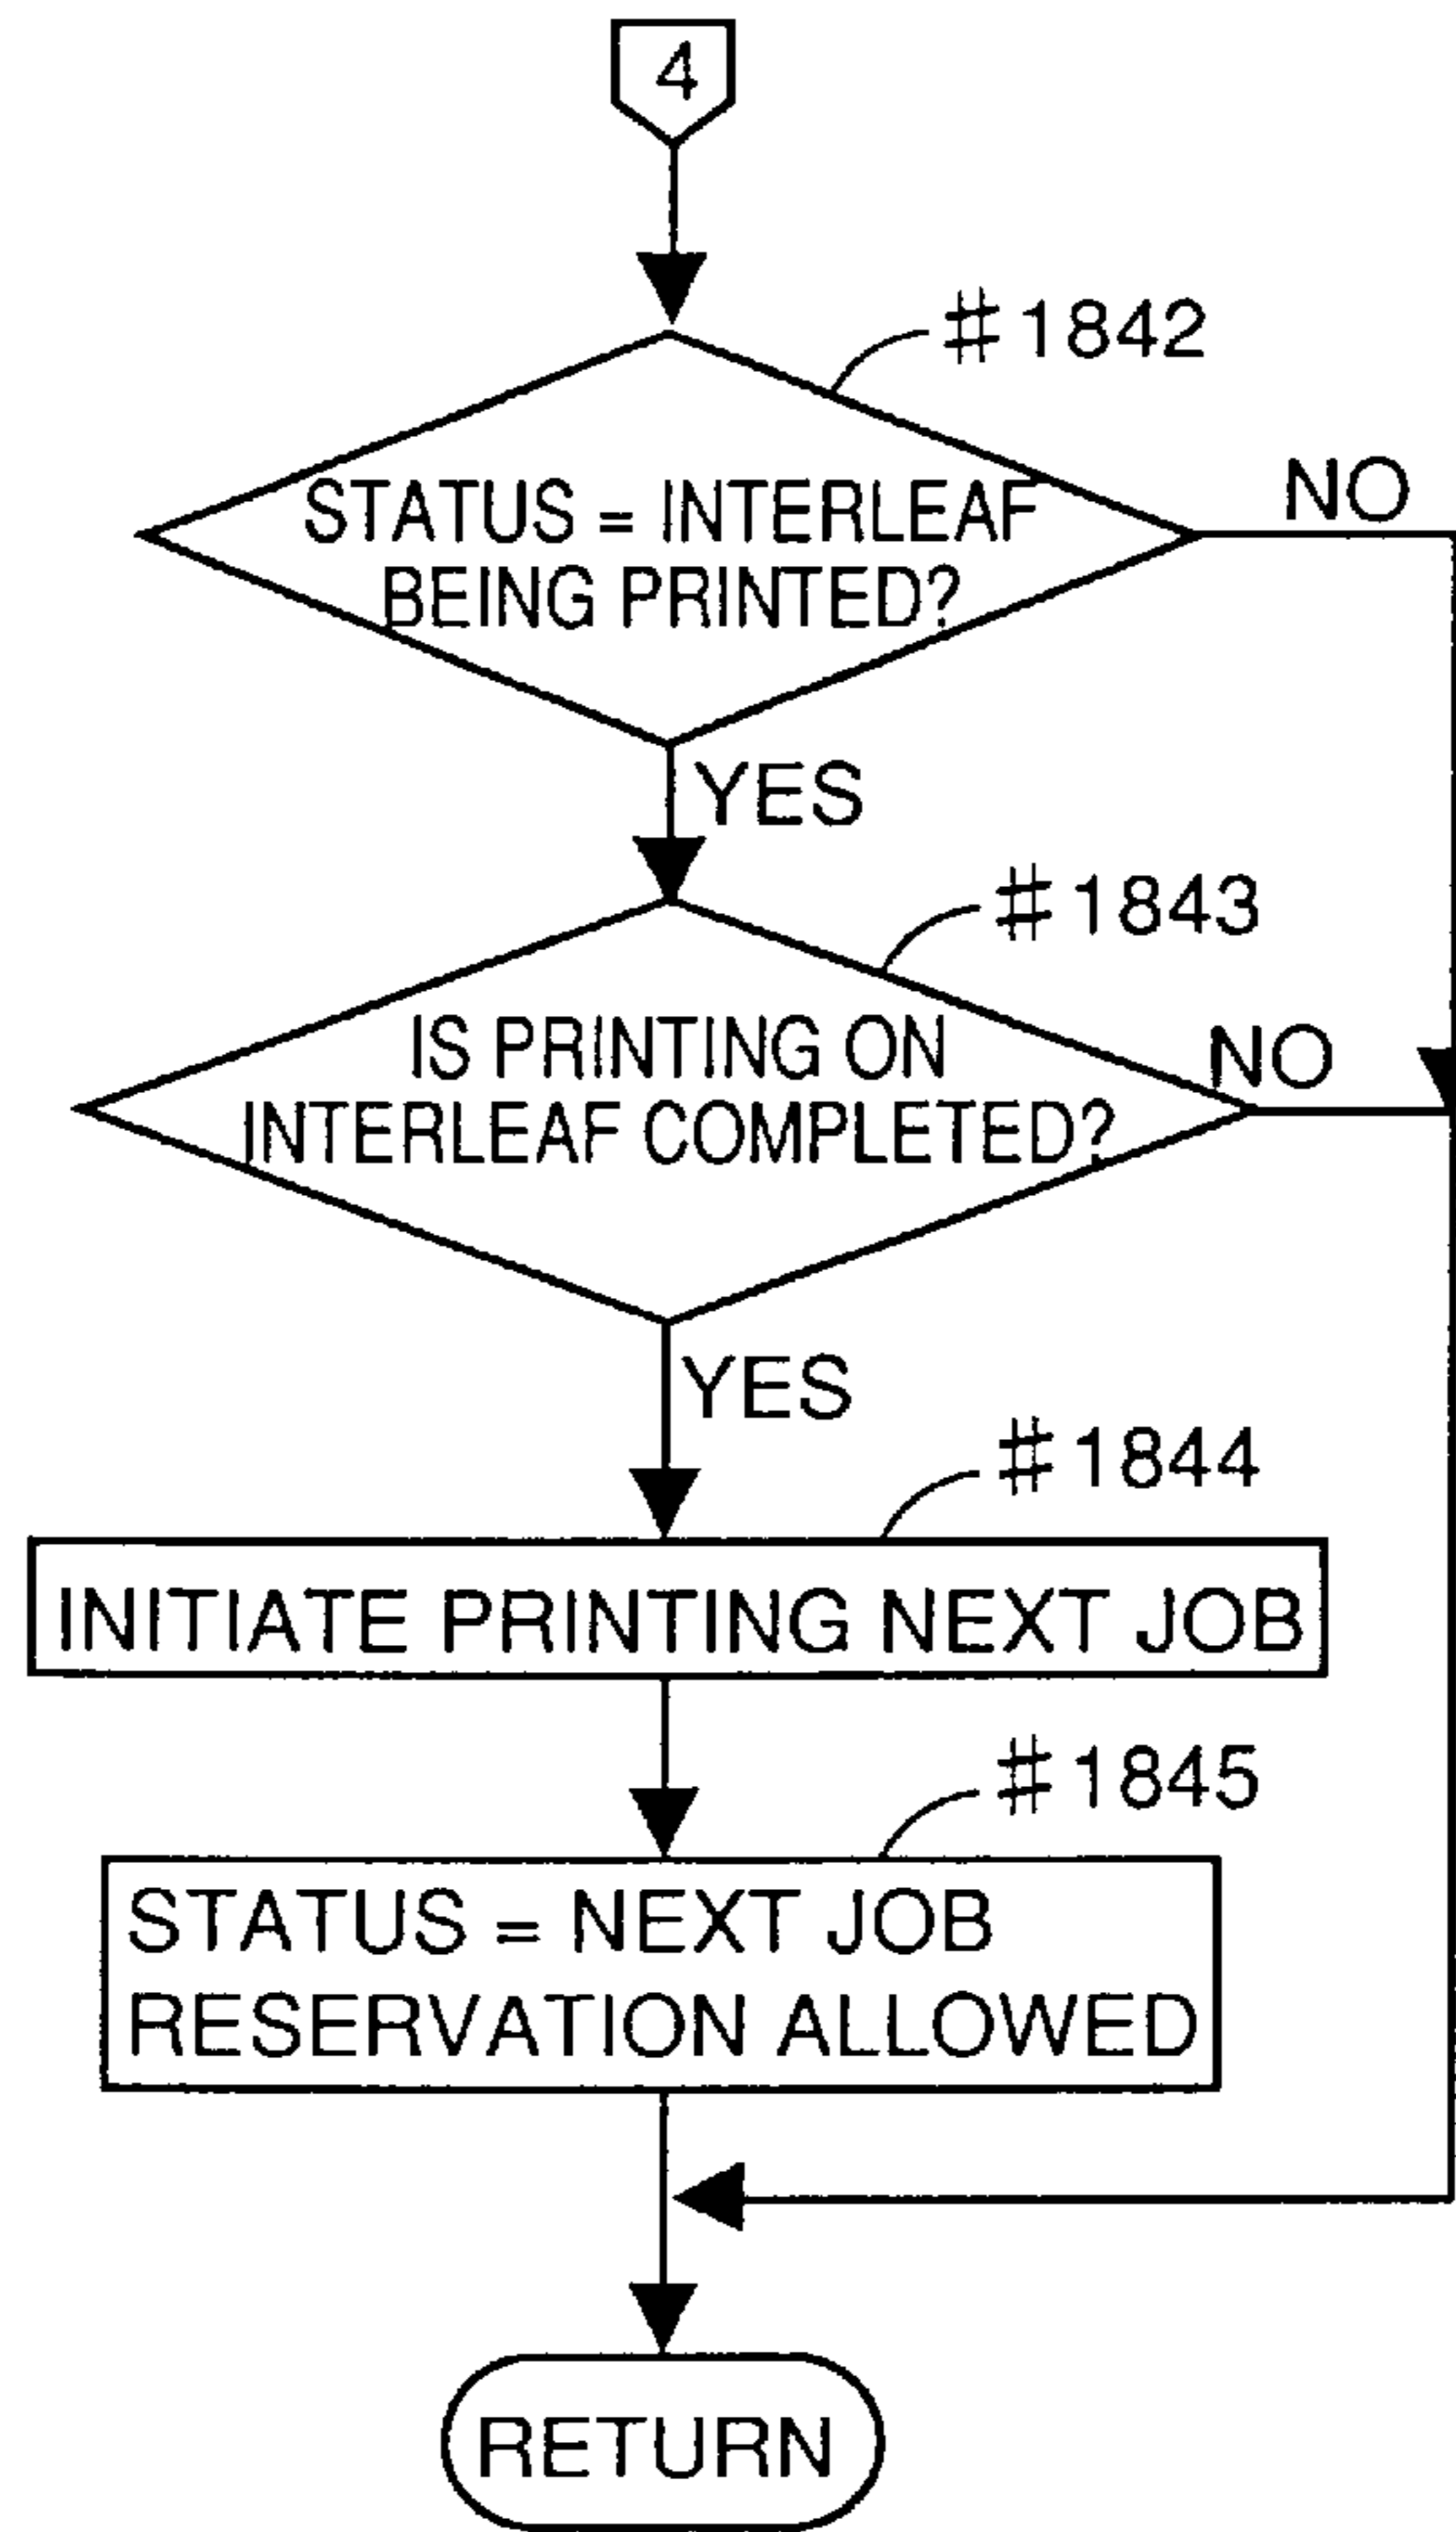 4
#1842
STATUS = INTERLEAF
BEING PRINTED?
NO
YES
#1843
IS PRINTING ON
INTERLEAF COMPLETED?
NO
YES
#1844
INITIATE PRINTING NEXT JOB
#1845
STATUS = NEXT JOB
RESERVATION ALLOWED
RETURN